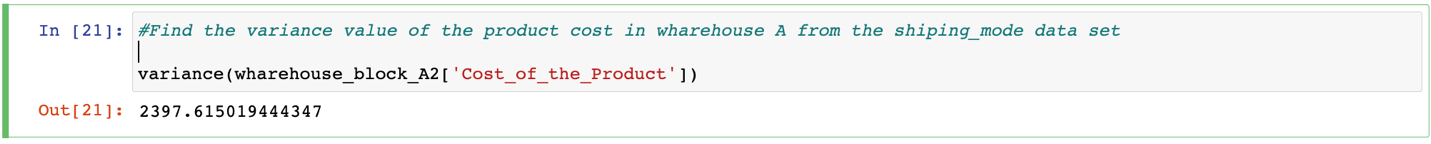 In [21]: #Find the variance value of the product cost in wharehouse A from the shiping_mode data set
variance(wharehouse_block_A2['Cost_of_the_Product'])
Out[21]: 2397.615019444347